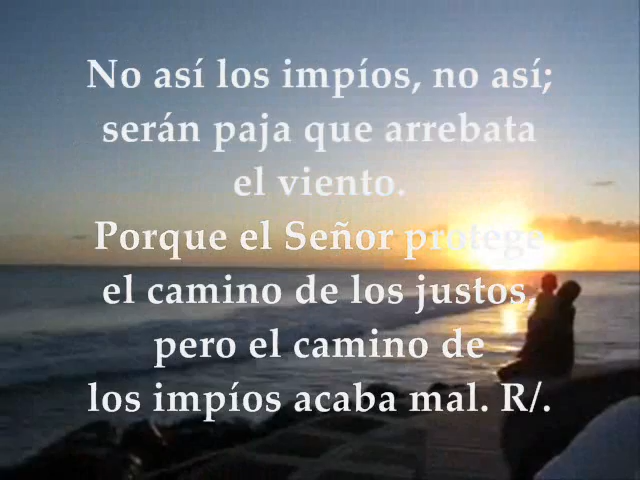 No así los impíos, no así;
serán paja que arrebata
el viento.
Porque el Señor protege
el camino de los justos,
pero el camino de
los impíos acaba mal. R/.